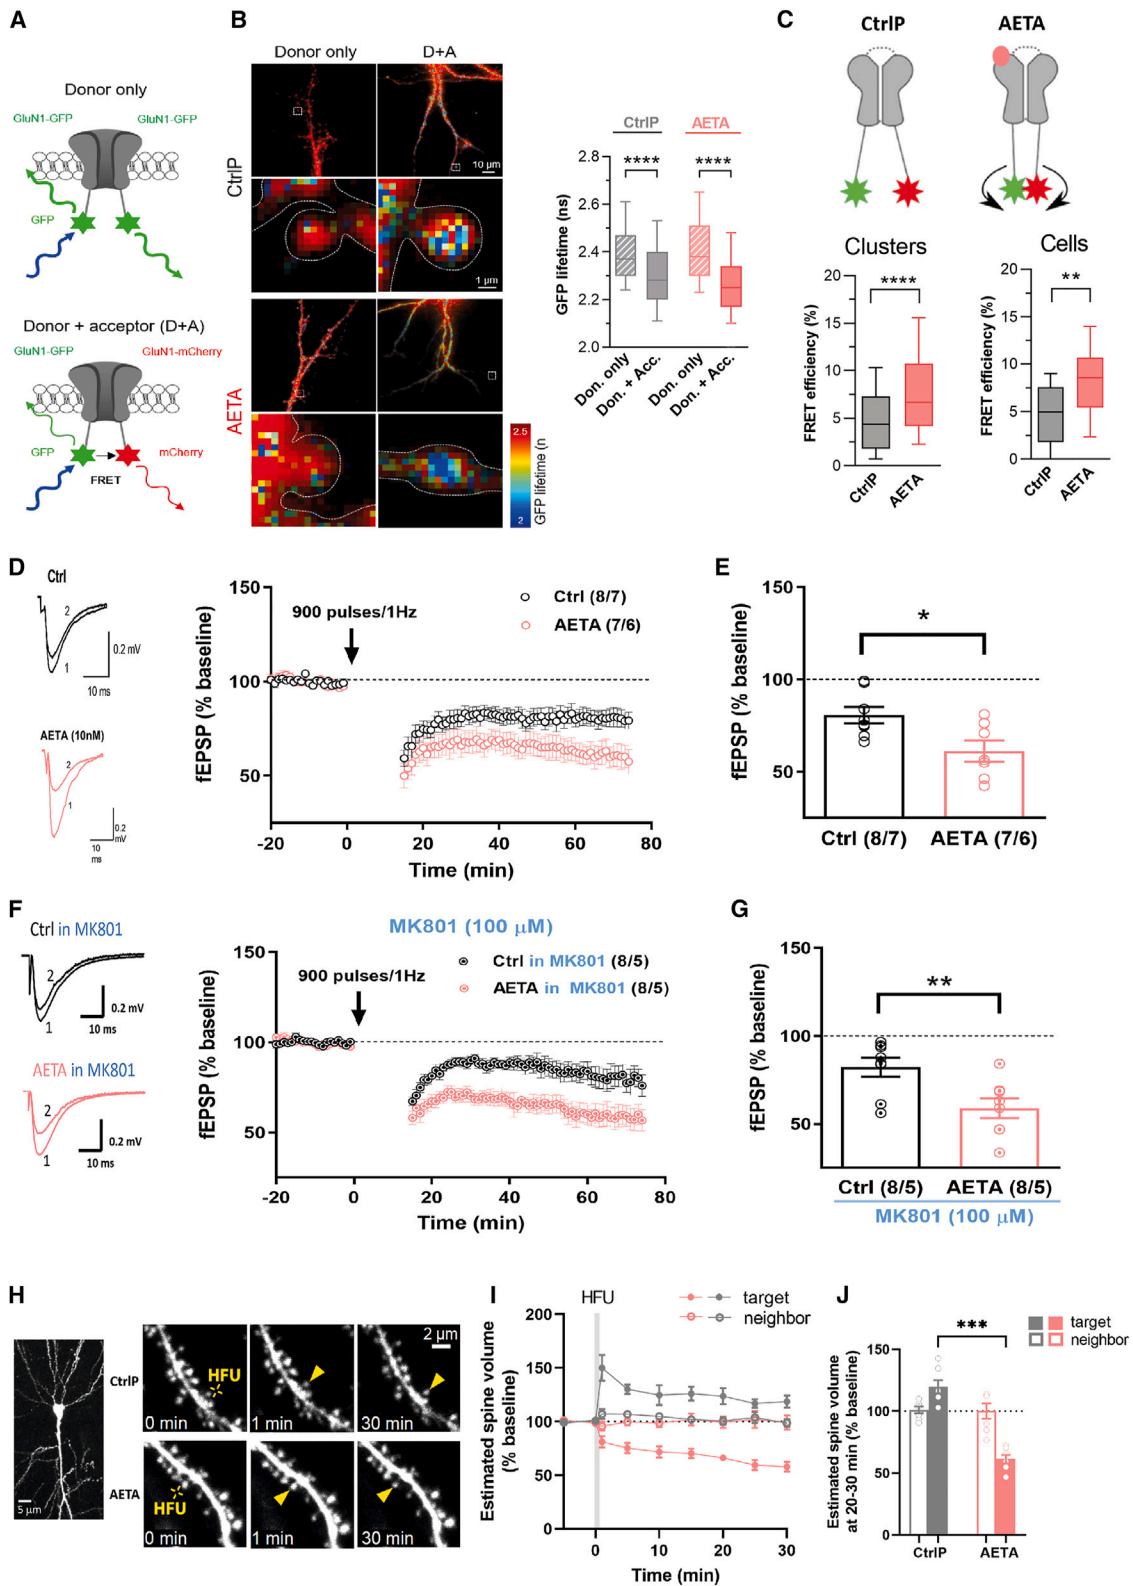 A
Donor only
GluN1-GFP
GluN1-GFP
GFP
Donor + acceptor (D+A)
GluN1-GFP
GluN1-mCherry
GFP
mCherry
FRET
B
Donor only
D+A
CtrlP
10 µm
1 µm
AETA
2.5
2
GFP lifetime (n
CtrlP
AETA
****
****
2.8
2.6
2.4
2.2
2.0
GFP lifetime (ns)
Don. only
Don. + Acc.
Don. only
Don. + Acc.
C
CtrlP
AETA
Clusters
****
20
15
10
5
0
FRET efficiency (%)
CtrlP
AETA
Cells
**
20
15
10
5
0
FRET efficiency (%)
CtrlP
AETA
D
Ctrl
2
1
0.2 mV
10 ms
AETA (10nM)
2
1
0.2
mV
10
ms
150
100
50
fEPSP (% baseline)
900 pulses/1Hz
Ctrl (8/7)
AETA (7/6)
-20
0
20
40
60
80
Time (min)
E
150
100
50
fEPSP (% baseline)
*
Ctrl (8/7)
AETA (7/6)
F
Ctrl in MK801
2
1
0.2 mV
10 ms
AETA in MK801
2
1
0.2 mV
10 ms
MK801 (100 µM)
150
100
50
fEPSP (% baseline)
900 pulses/1Hz
Ctrl in MK801 (8/5)
AETA in MK801 (8/5)
-20
0
20
40
60
80
Time (min)
G
150
100
50
fEPSP (% baseline)
**
Ctrl (8/5)
AETA (8/5)
MK801 (100 µM)
H
5 µm
CtrlP
HFU
0 min
1 min
2 µm
30 min
AETA
HFU
0 min
1 min
30 min
I
HFU
target
neighbor
200
150
100
50
0
Estimated spine volume
(% baseline)
0
10
20
30
Time (min)
J
target
neighbor
***
150
100
50
0
Estimated spine volume
at 20-30 min (% baseline)
CtrlP
AETA